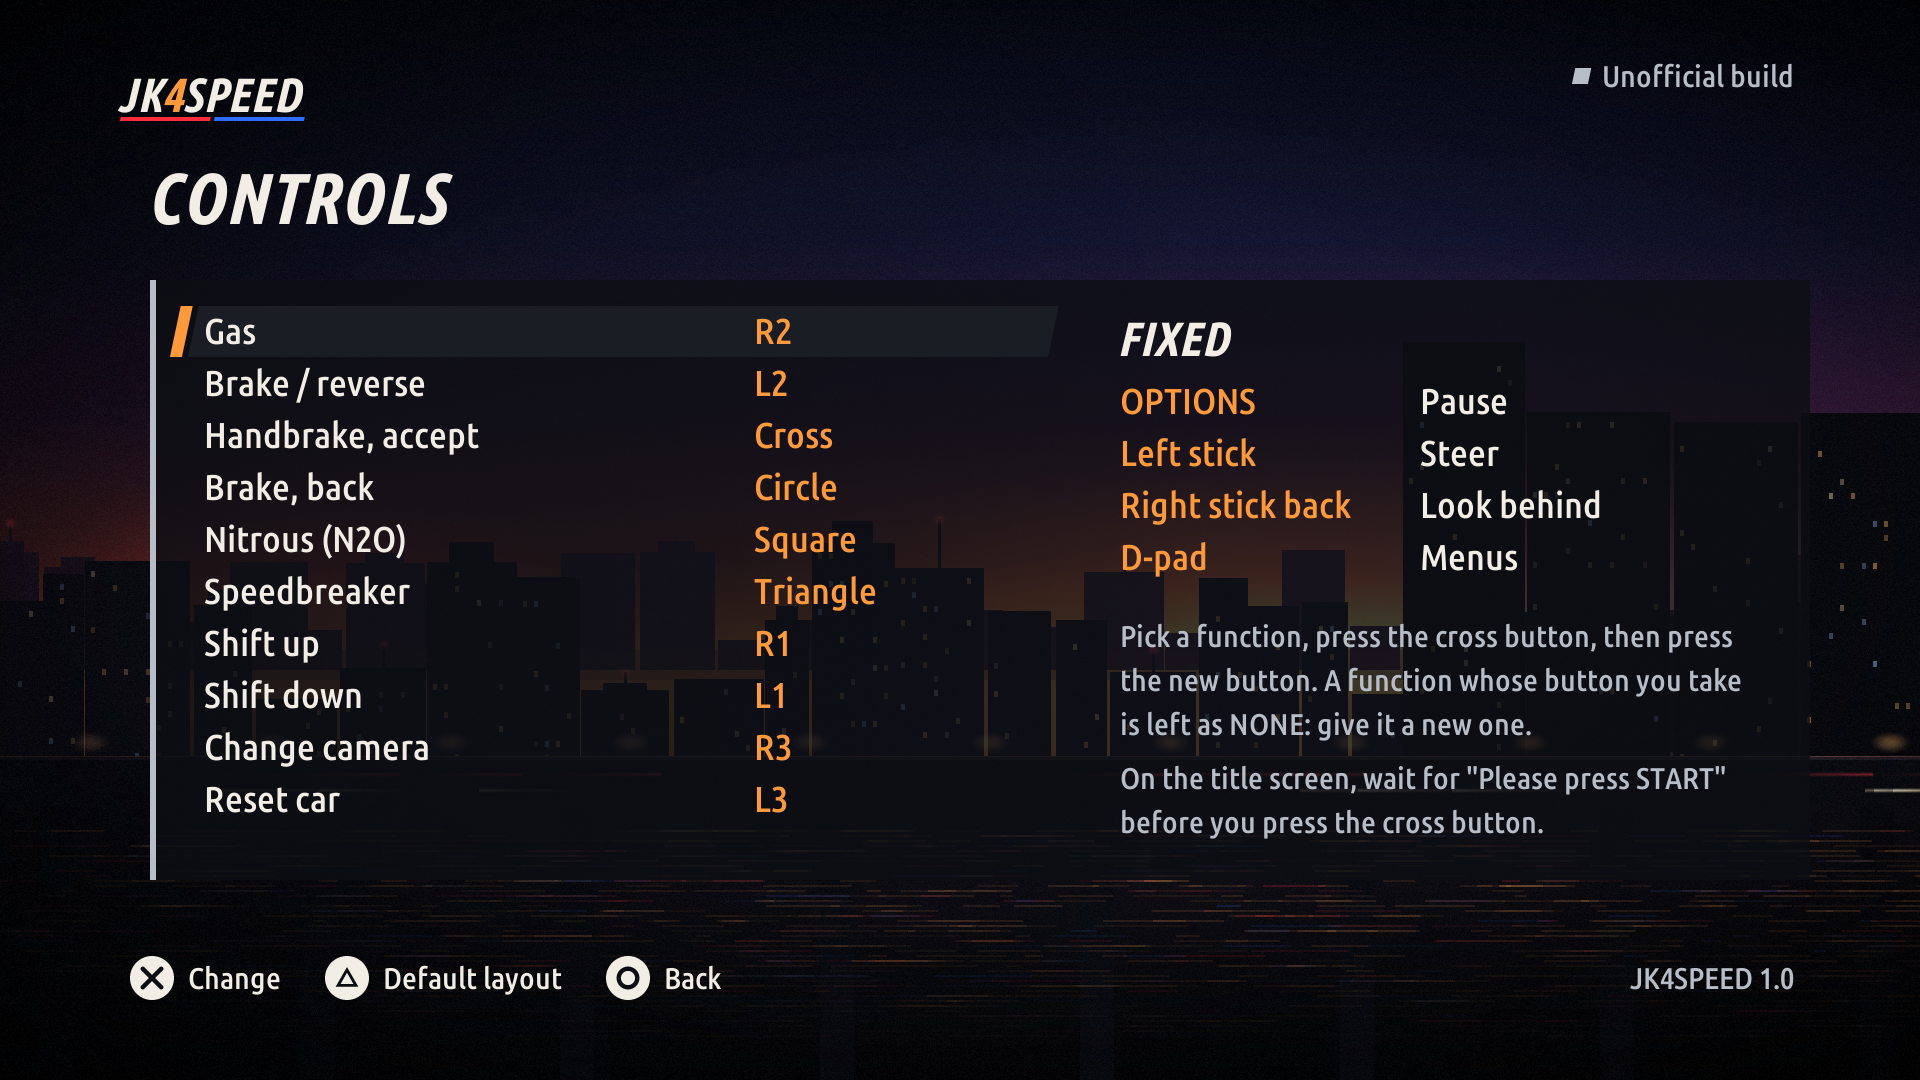 JK4SPEED
Unofficial build
CONTROLS
Gas R2
Brake / reverse L2
Handbrake, accept Cross
Brake, back Circle
Nitrous (N2O) Square
Speedbreaker Triangle
Shift up R1
Shift down L1
Change camera R3
Reset car L3
FIXED
OPTIONS Pause
Left stick Steer
Right stick back Look behind
D-pad Menus
Pick a function, press the cross button, then press
the new button. A function whose button you take
is left as NONE: give it a new one.
On the title screen, wait for "Please press START"
before you press the cross button.
Change Default layout Back
JK4SPEED 1.0